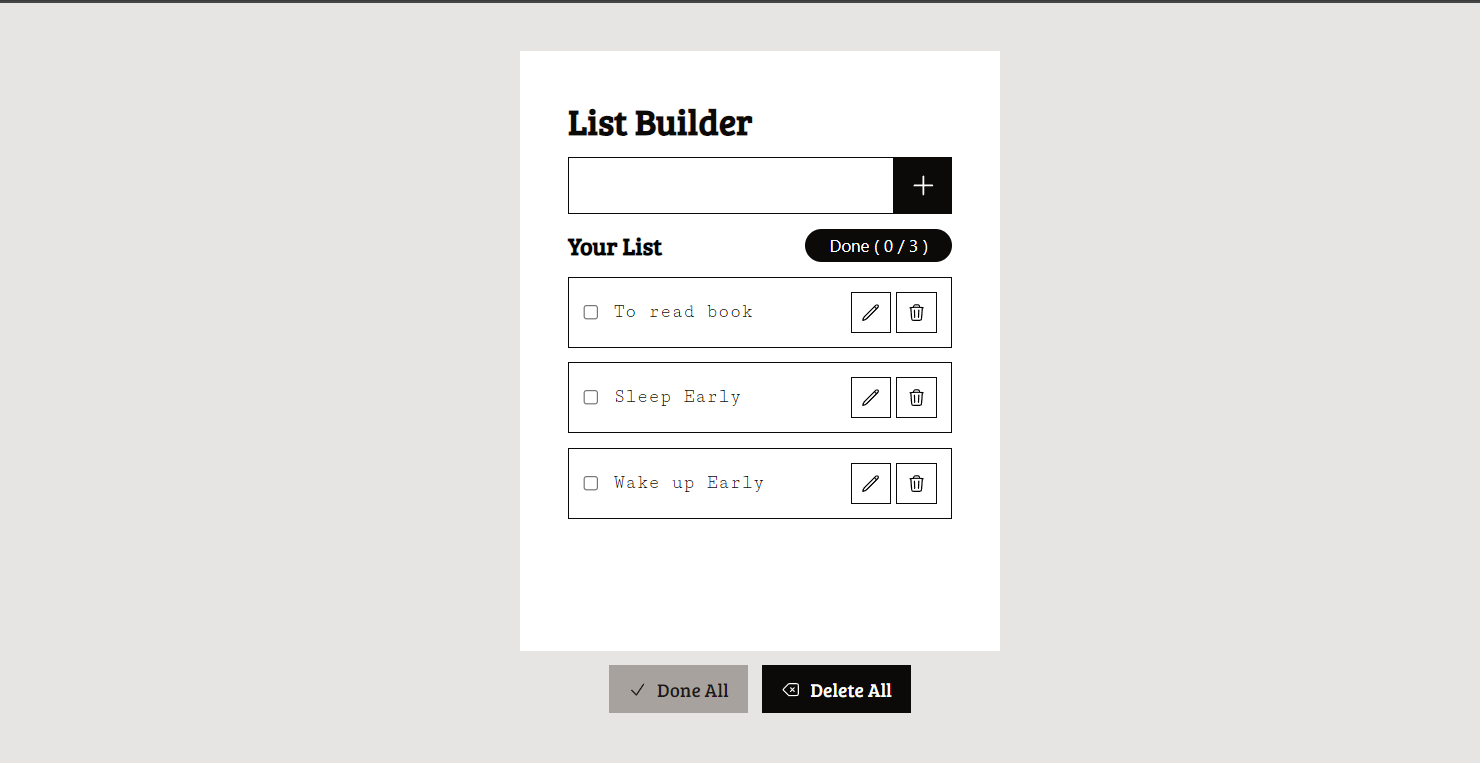 List Builder
Your List
Done ( 0 / 3 )
To read book
Sleep Early
Wake up Early
Done All
Delete All